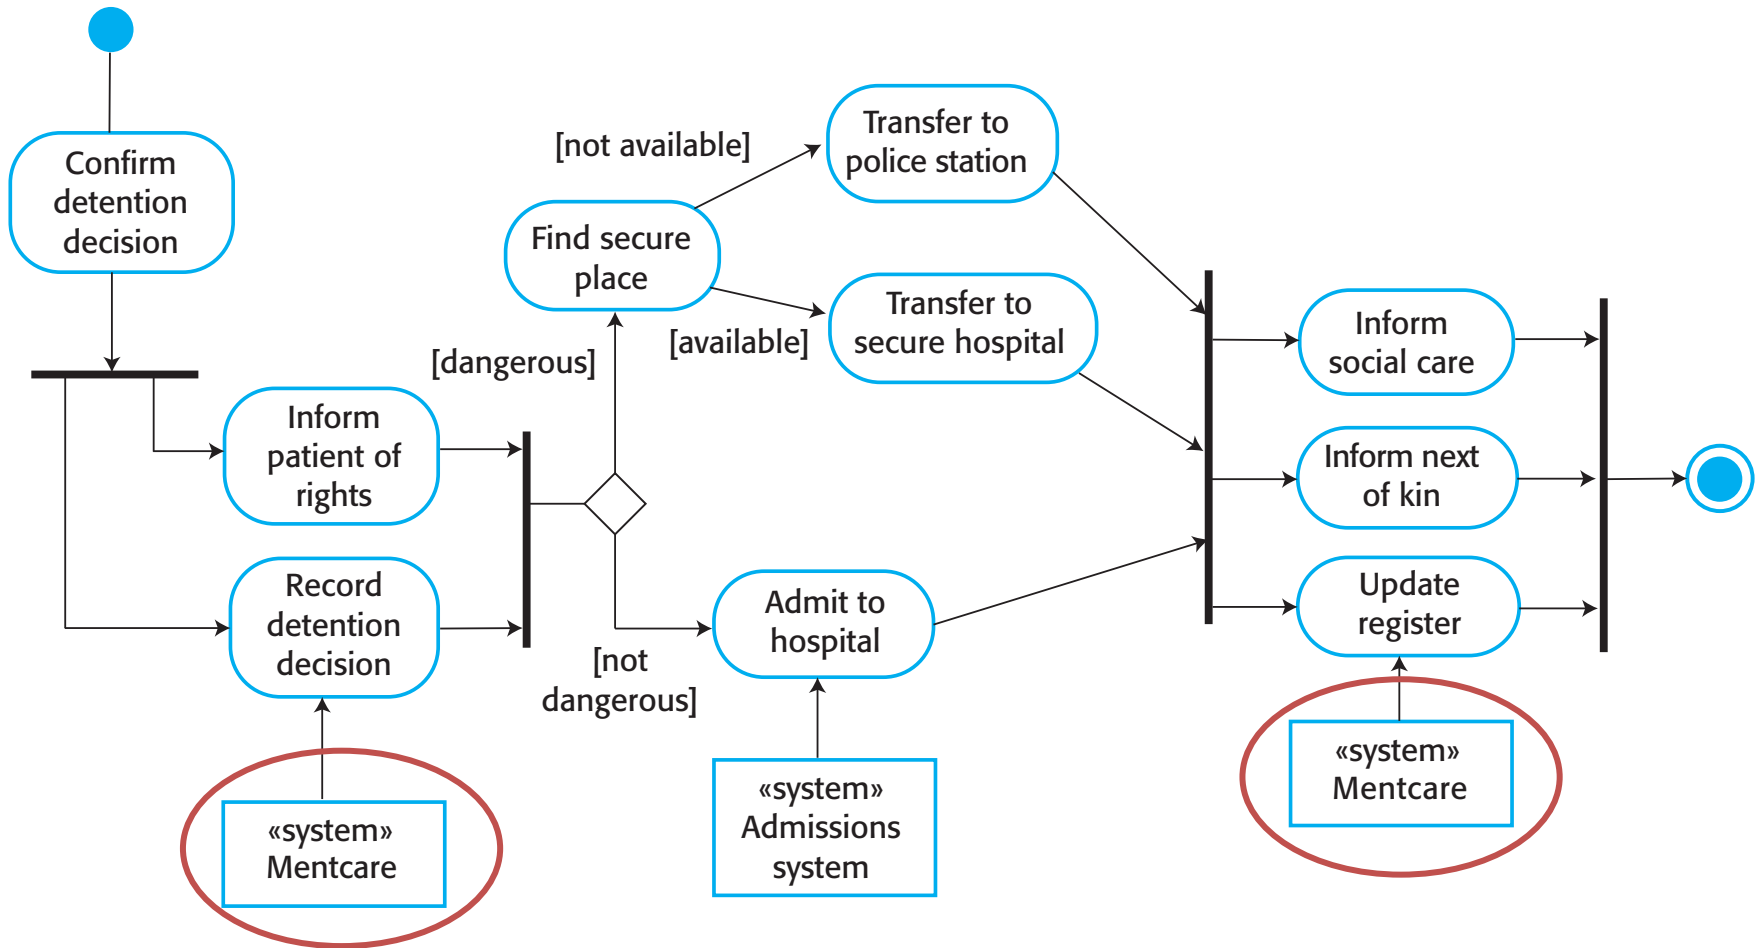 Confirm
detention
decision
Inform
patient of
rights
Record
detention
decision
«system»
Mentcare
[dangerous]
[not
dangerous]
Find secure
place
[not available]
[available]
Transfer to
police station
Transfer to
secure hospital
Admit to
hospital
«system»
Admissions
system
Inform
social care
Inform next
of kin
Update
register
«system»
Mentcare